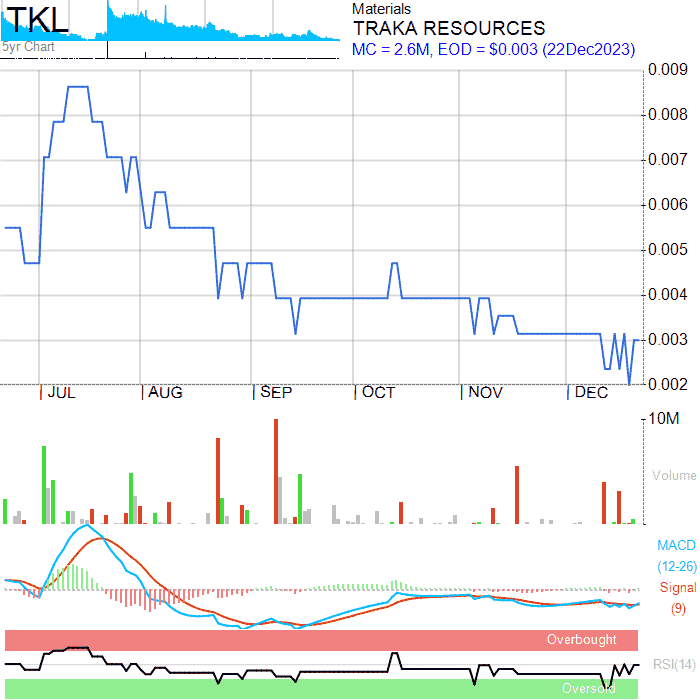 TKL
5yr Chart
Materials
TRAKA RESOURCES
MC = 2.6M, EOD = $0.003 (22Dec2023)
0.009
0.008
0.007
0.006
0.005
0.004
0.003
0.002
JUL AUG SEP OCT NOV DEC
10M
Volume
MACD
(12-26)
Signal
(9)
Overbought
RSI(14)
Oversold